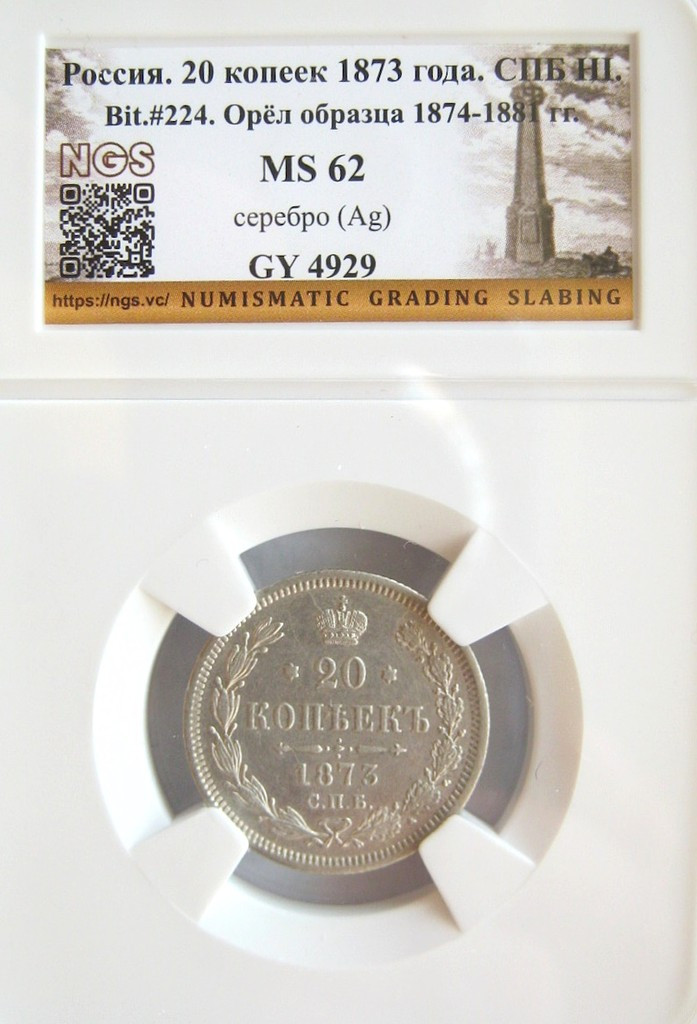 Россия. 20 копеек 1873 года. СПБ HI.
Bit.#224. Орёл образца 1874-1881 гг.
NGS
MS 62
серебро (Ag)
GY 4929
https://ngs.vc/ NUMISMATIC GRADING SLABING
20
КОПѢЕКЪ
1873
С.П.Б.